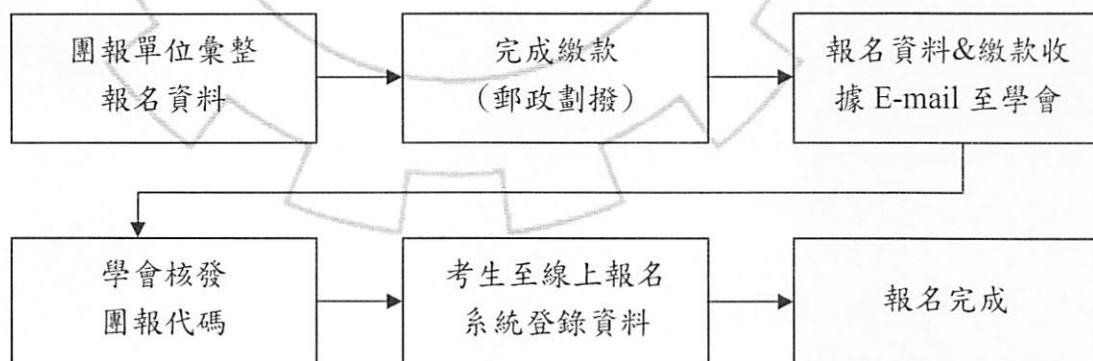 團報單位彙整
報名資料
完成繳款
(郵政劃撥)
報名資料&繳款收
據 E-mail 至學會
學會核發
團報代碼
考生至線上報名
系統登錄資料
報名完成